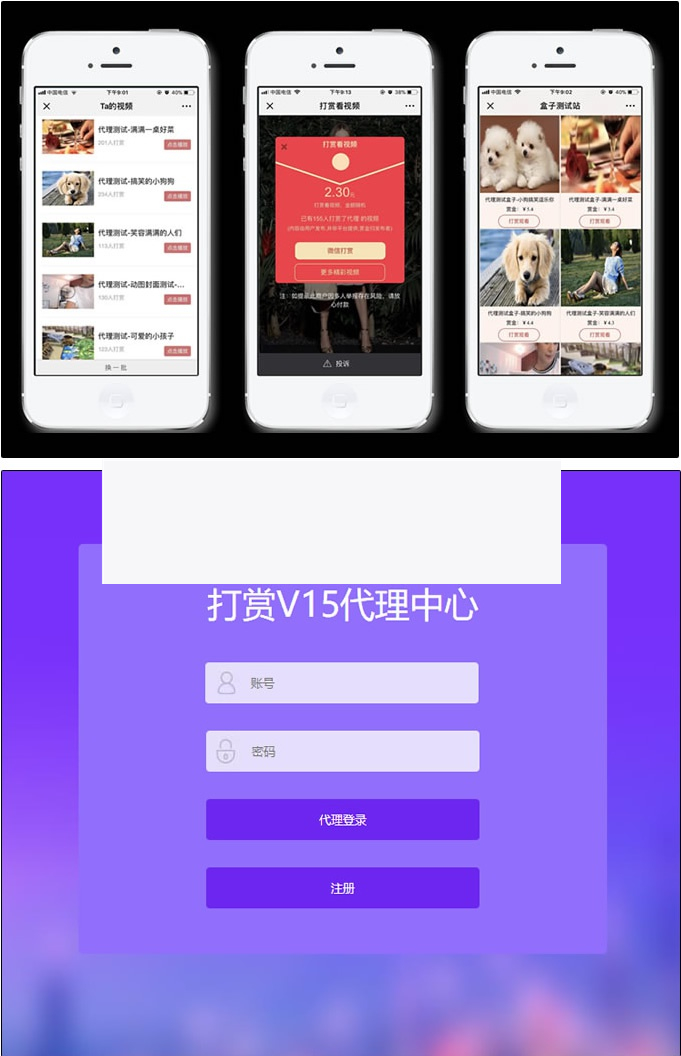 中国电信 下午9:01 40%
Ta的视频
代理测试-满满一桌好菜
201人打赏
点击播放
代理测试-搞笑的小狗狗
234人打赏
点击播放
代理测试-笑容满满的人们
115人打赏
点击播放
代理测试-动图封面测试-...
130人打赏
点击播放
代理测试-可爱的小孩子
122人打赏
点击播放
换一批
中国电信 下午9:13 38%
打赏看视频
打赏看视频
2.30元
打赏看视频,金额随机
已有155人打赏了代理 的视频
微信打赏
更多精彩视频
注:如提示此用户因多人举报存在风险,请放
心付款
投诉
中国电信 下午9:02 40%
盒子测试站
代理测试盒子-小狗搞笑逗乐你
赏金:¥5.4
打赏观看
代理测试盒子-满满一桌好菜
赏金:¥3.4
打赏观看
代理测试盒子-搞笑的小狗狗
赏金:¥4.6
打赏观看
代理测试盒子-笑容满满的人们
赏金:¥4.3
打赏观看
打赏V15代理中心
账号
密码
代理登录
注册